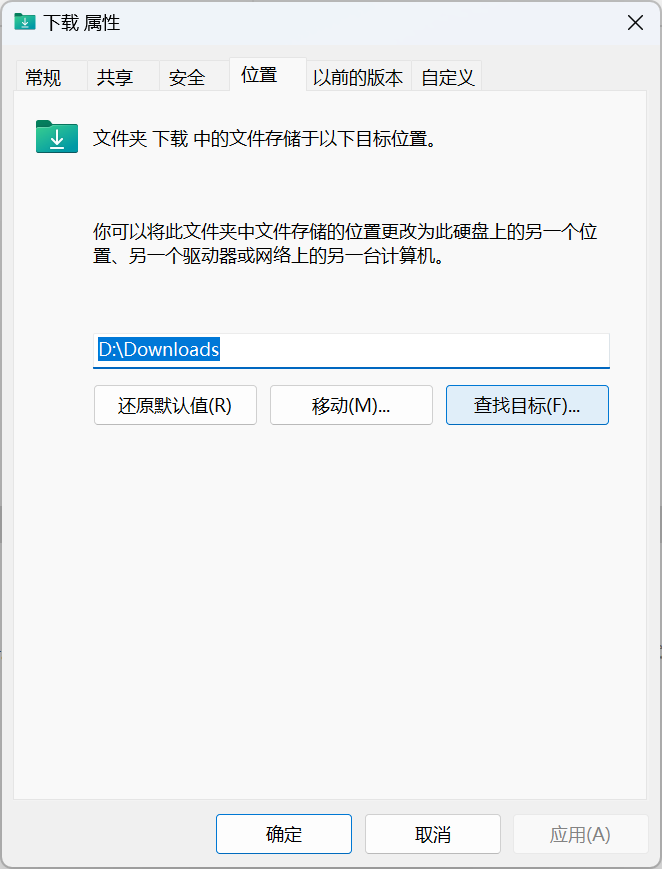 下载 属性
常规 共享 安全 位置 以前的版本 自定义
文件夹 下载 中的文件存储于以下目标位置。
你可以将此文件夹中文件存储的位置更改为此硬盘上的另一个位
置、另一个驱动器或网络上的另一台计算机。
D:\Downloads
还原默认值(R) 移动(M)... 查找目标(F)...
确定 取消 应用(A)